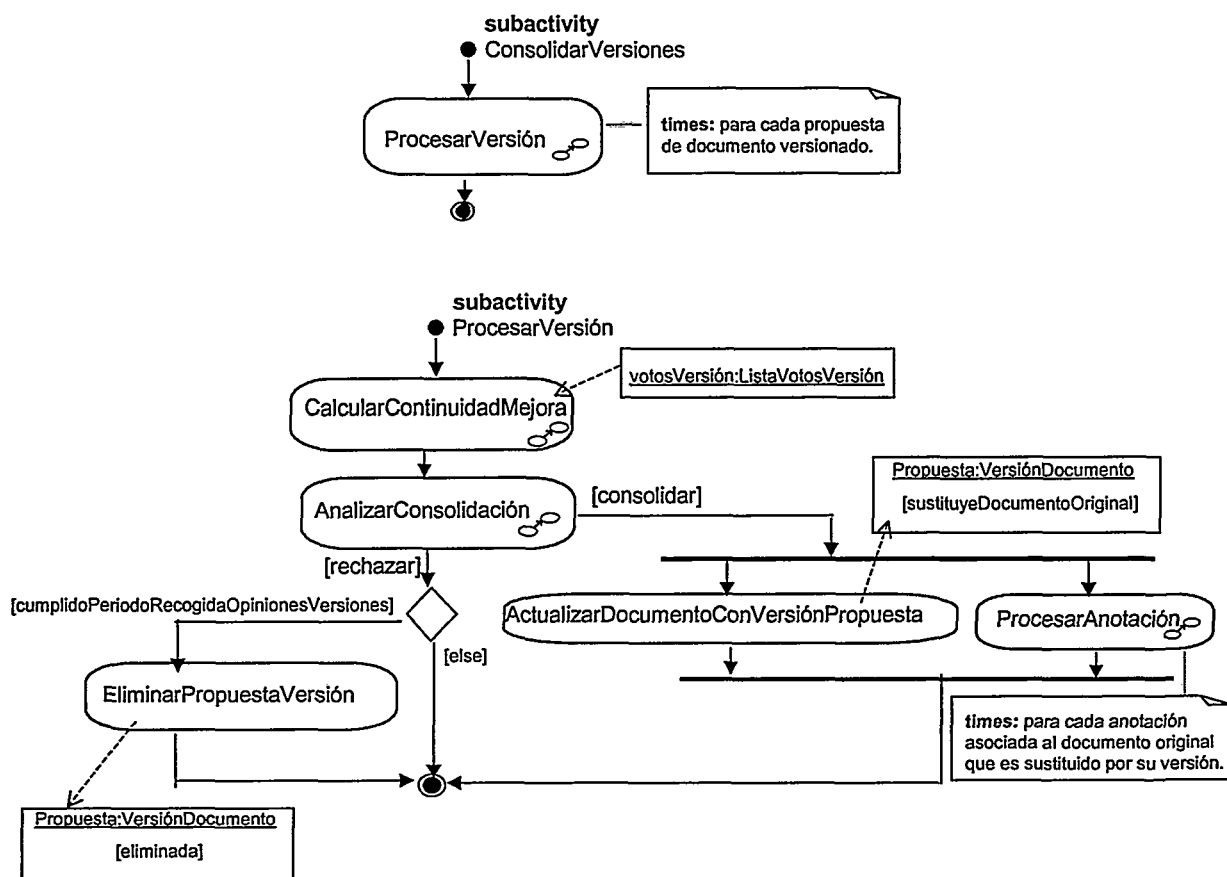 subactivity
ConsolidarVersiones
ProcesarVersión
times: para cada propuesta
de documento versionado.
subactivity
ProcesarVersión
votosVersión:ListaVotosVersión
CalcularContinuidadMejora
Propuesta:VersiónDocumento
[sustituyeDocumentoOriginal]
AnalizarConsolidación
[consolidar]
[rechazar]
[cumplidoPeriodoRecogidaOpinionesVersiones]
ActualizarDocumentoConVersiónPropuesta
ProcesarAnotación
[else]
EliminarPropuestaVersión
times: para cada anotación
asociada al documento original
que es sustituido por su versión.
Propuesta:VersiónDocumento
[eliminada]